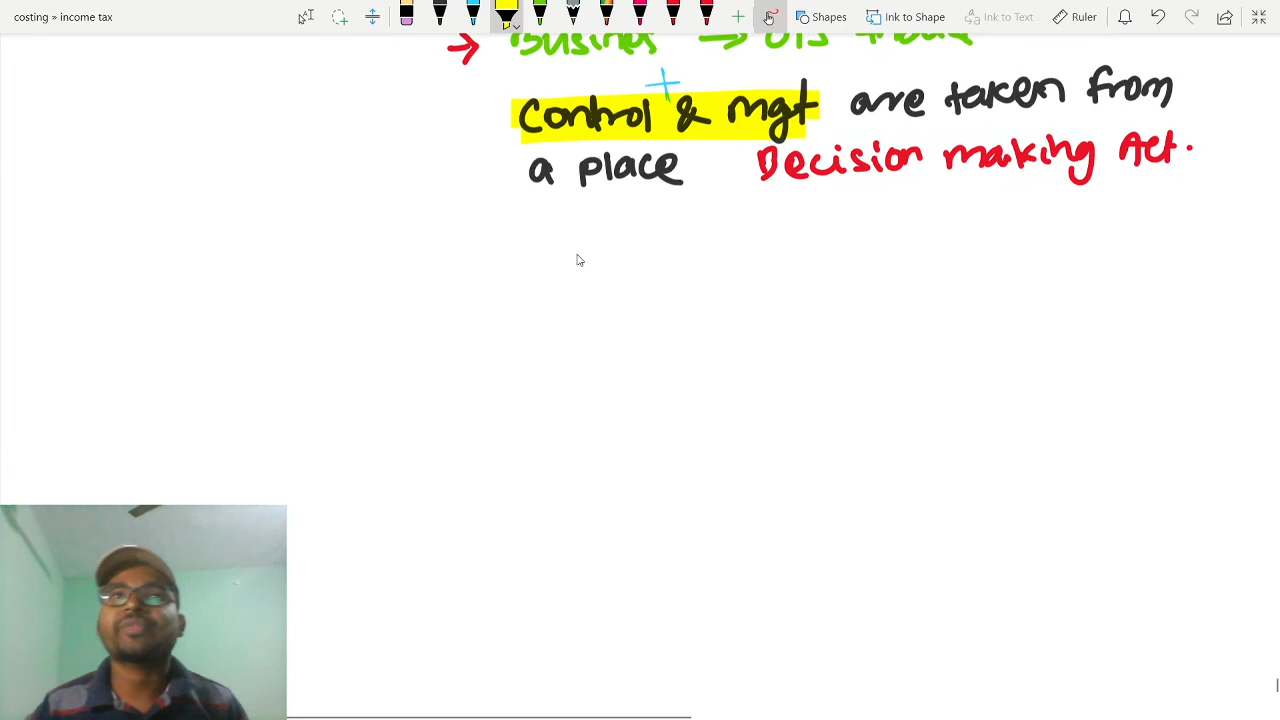 costing » income tax
Shapes Ink to Shape Ink to Text Ruler
→ Business →
+
Control & mgt are taken from
a place Decision making Act.